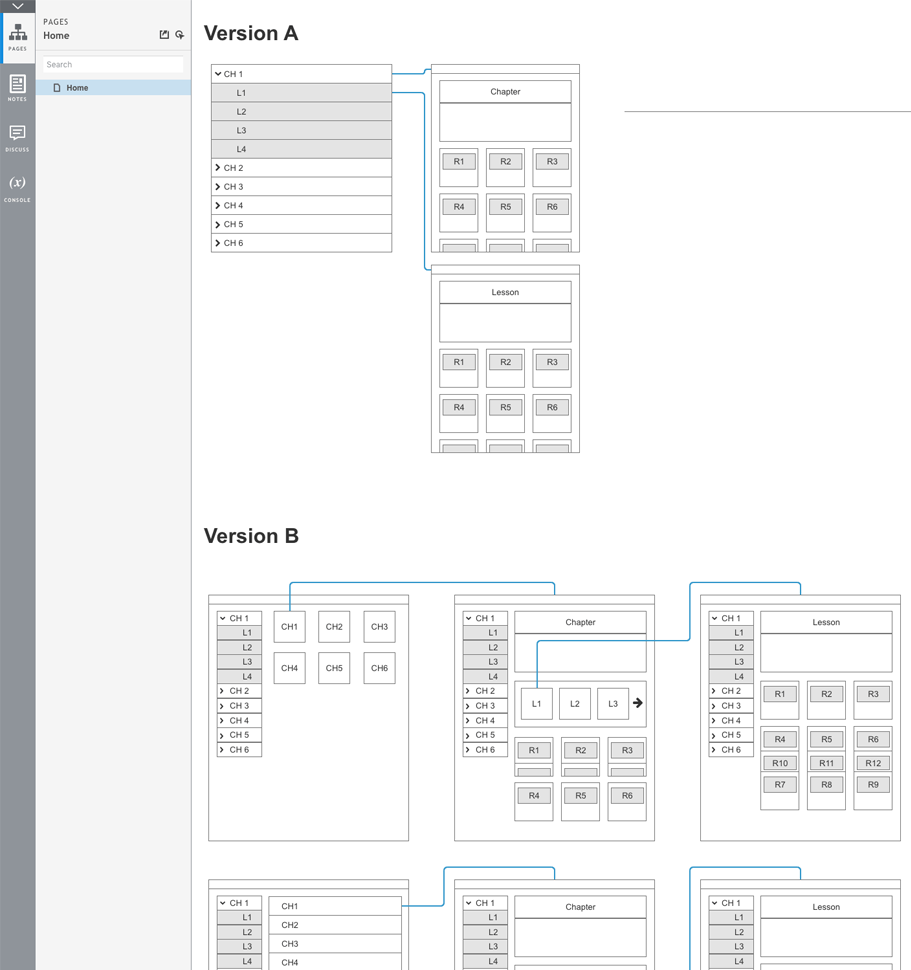 PAGES
Home
Search
Home
PAGES
NOTES
DISCUSS
(x)
CONSOLE
Version A
CH 1
L1
L2
L3
L4
CH 2
CH 3
CH 4
CH 5
CH 6
Chapter
R1 R2 R3
R4 R5 R6
Lesson
R1 R2 R3
R4 R5 R6
Version B
CH 1
L1
L2
L3
L4
CH 2
CH 3
CH 4
CH 5
CH 6
CH1 CH2 CH3
CH4 CH5 CH6
CH 1
L1
L2
L3
L4
CH 2
CH 3
CH 4
CH 5
CH 6
Chapter
L1 L2 L3
R1 R2 R3
R4 R5 R6
CH 1
L1
L2
L3
L4
CH 2
CH 3
CH 4
CH 5
CH 6
Lesson
R1 R2 R3
R4 R5 R6
R10 R11 R12
R7 R8 R9
CH 1
L1
L2
L3
L4
CH1
CH2
CH3
CH4
CH 1
L1
L2
L3
L4
Chapter
CH 1
L1
L2
L3
L4
Lesson